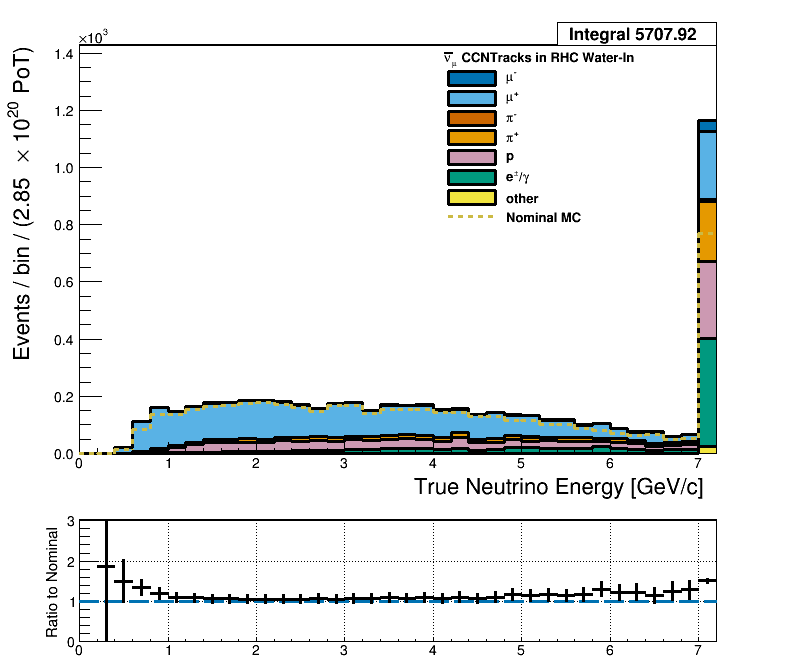 Integral 5707.92
×10³
ν̅μ CCNTracks in RHC Water-In
μ⁻
μ⁺
π⁻
π⁺
p
e±/γ
other
Nominal MC
Events / bin / (2.85 × 10²⁰ PoT)
1.4
1.2
1.0
0.8
0.6
0.4
0.2
0.0
0 1 2 3 4 5 6 7
True Neutrino Energy [GeV/c]
Ratio to Nominal
3
2
1
0
0 1 2 3 4 5 6 7